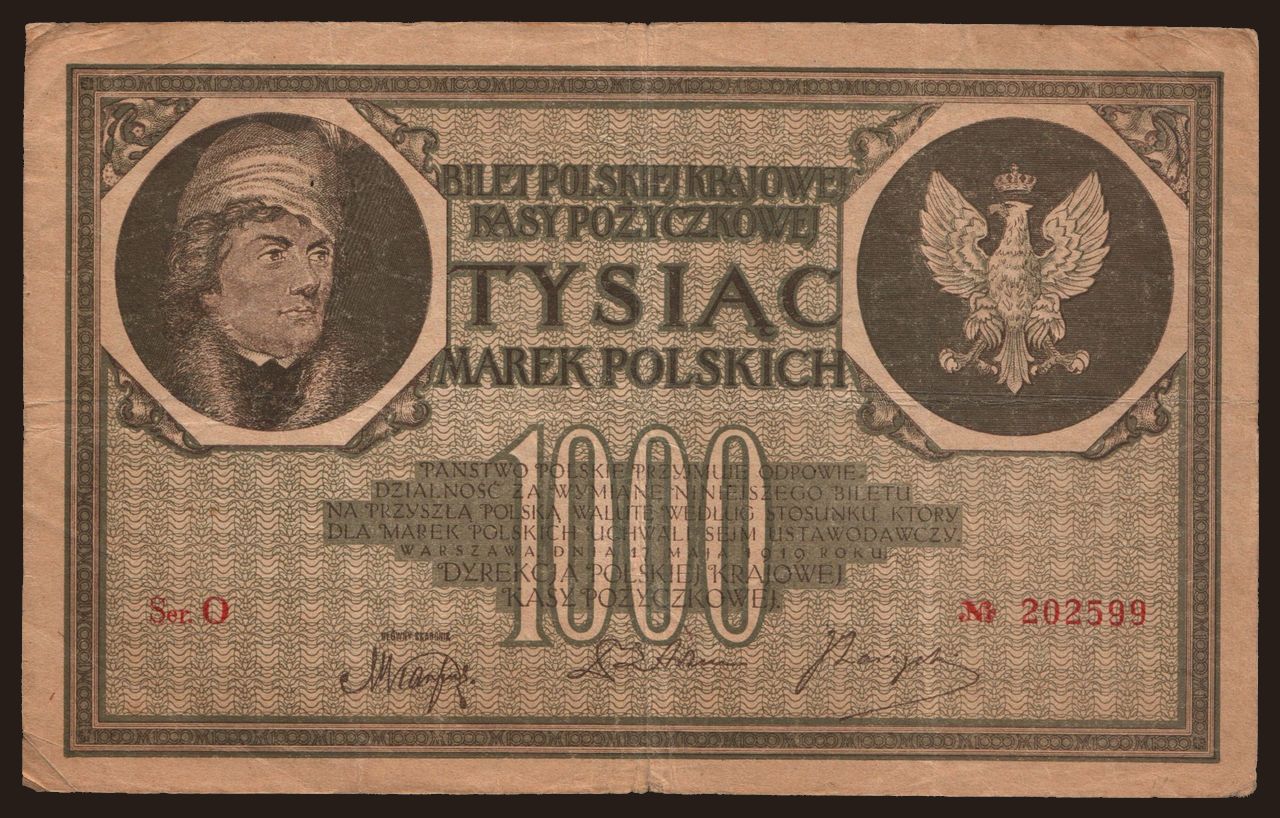 BILET POLSKIEJ KRAJOWEJ
KASY POŻYCZKOWEJ
TYSIĄC
MAREK POLSKICH
1000
PAŃSTWO POLSKIE PRZYJMUJE ODPOWIE-
DZIALNOŚĆ ZA WYMIANĘ NINIEJSZEGO BILETU
NA PRZYSZŁĄ POLSKĄ WALUTĘ WEDŁUG STOSUNKU, KTÓRY
DLA MAREK POLSKICH UCHWALI SEJM USTAWODAWCZY.
WARSZAWA, DNIA 17 MAJA 1919 ROKU
DYREKCJA POLSKIEJ KRAJOWEJ
KASY POŻYCZKOWEJ.
Ser. O
№ 202599
GŁÓWNY SKARBNIK